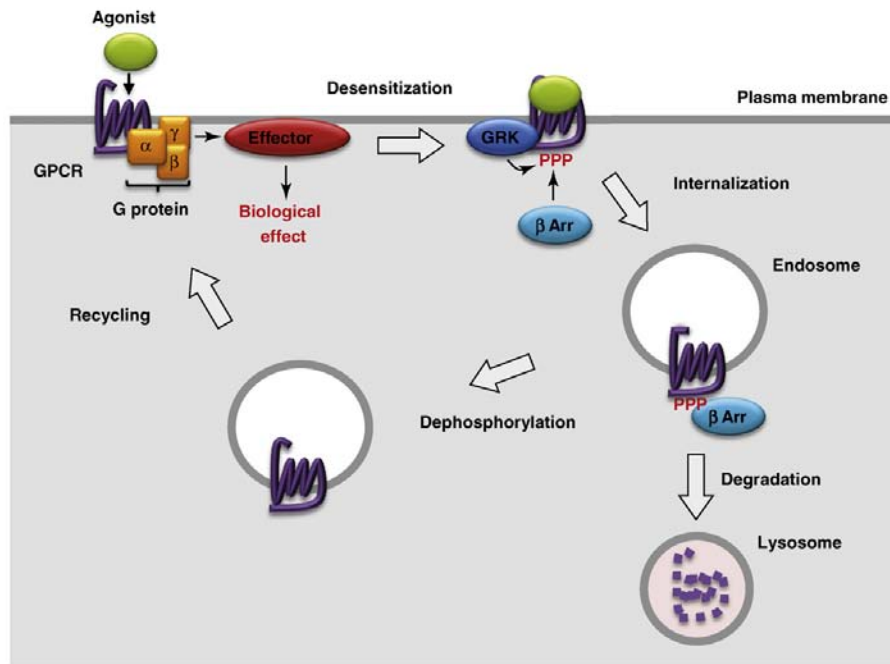 Agonist
Desensitization
Plasma membrane
GPCR
α
γ
β
G protein
Effector
Biological
effect
GRK
PPP
β Arr
Internalization
Endosome
PPP
β Arr
Recycling
Dephosphorylation
Degradation
Lysosome